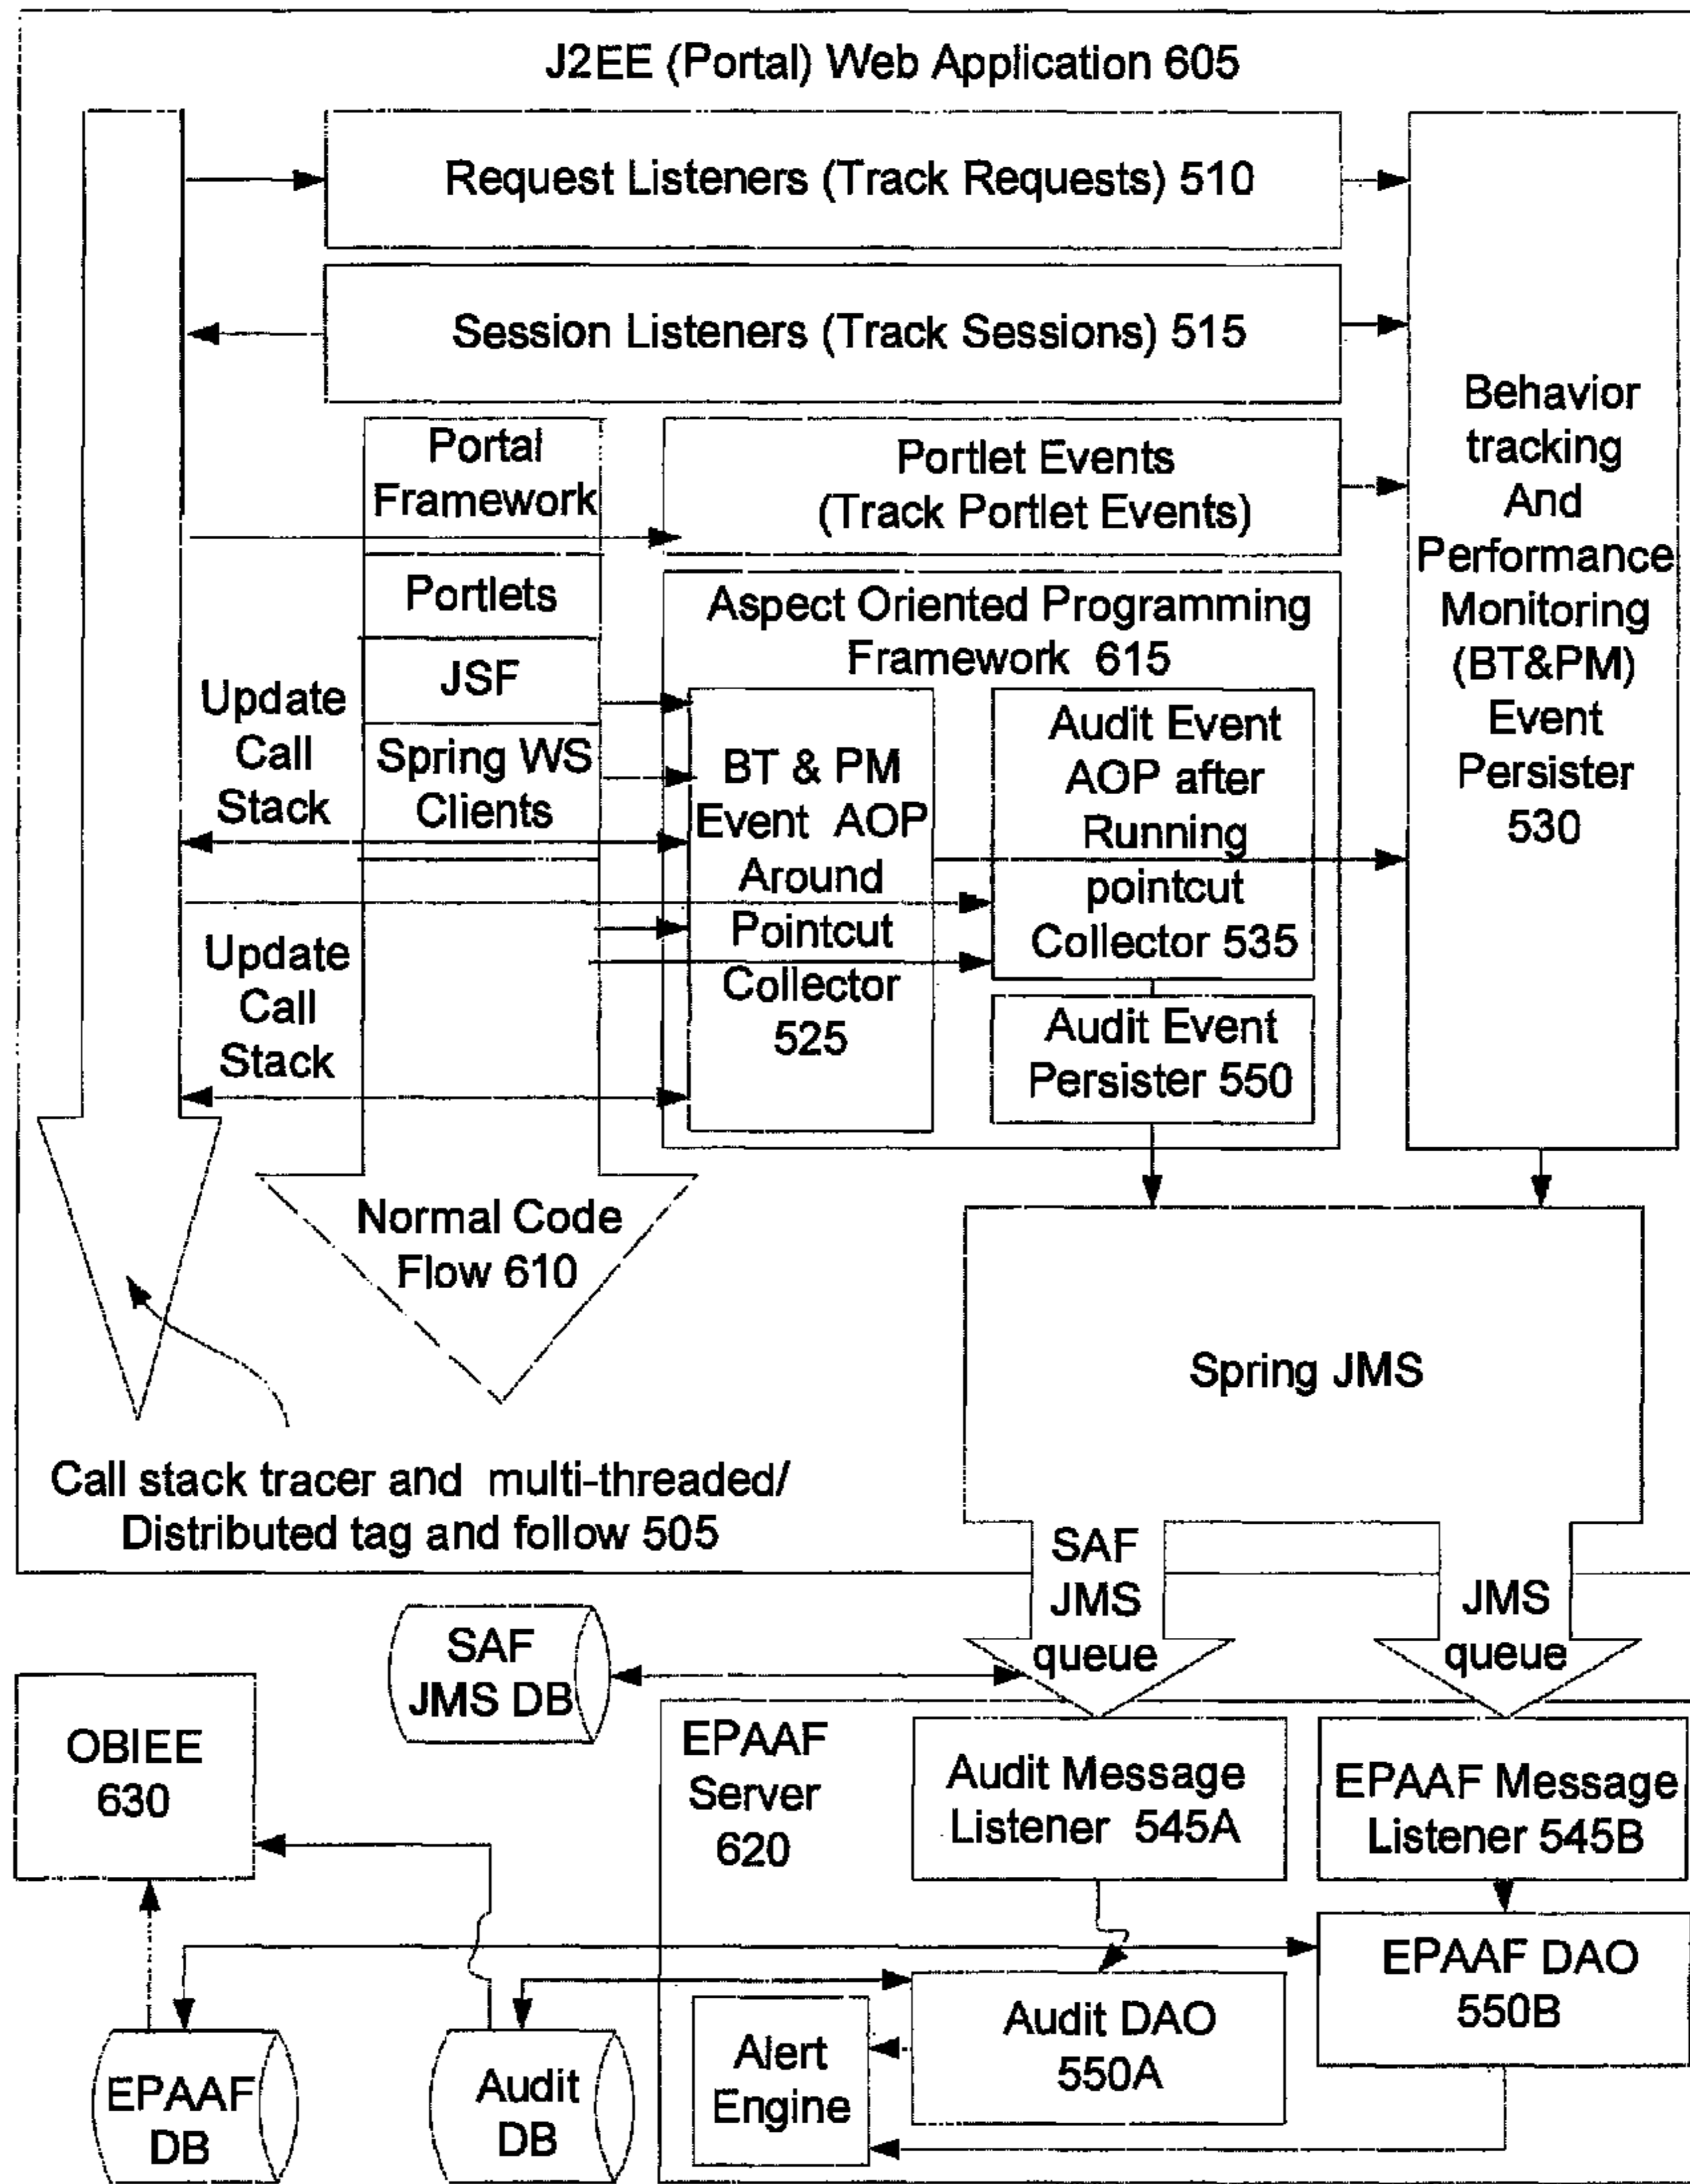 J2EE (Portal) Web Application 605
Request Listeners (Track Requests) 510
Session Listeners (Track Sessions) 515
Portal
Framework
Portlets
JSF
Spring WS
Clients
Portlet Events
(Track Portlet Events)
Aspect Oriented Programming
Framework 615
Update
Call
Stack
Update
Call
Stack
BT & PM
Event AOP
Around
Pointcut
Collector
525
Audit Event
AOP after
Running
pointcut
Collector 535
Audit Event
Persister 550
Behavior
tracking
And
Performance
Monitoring
(BT&PM)
Event
Persister
530
Normal Code
Flow 610
Spring JMS
Call stack tracer and multi-threaded/
Distributed tag and follow 505
SAF
JMS
queue
JMS
queue
SAF
JMS DB
OBIEE
630
EPAAF
Server
620
Audit Message
Listener 545A
EPAAF Message
Listener 545B
EPAAF DAO
550B
Audit DAO
550A
Alert
Engine
EPAAF
DB
Audit
DB